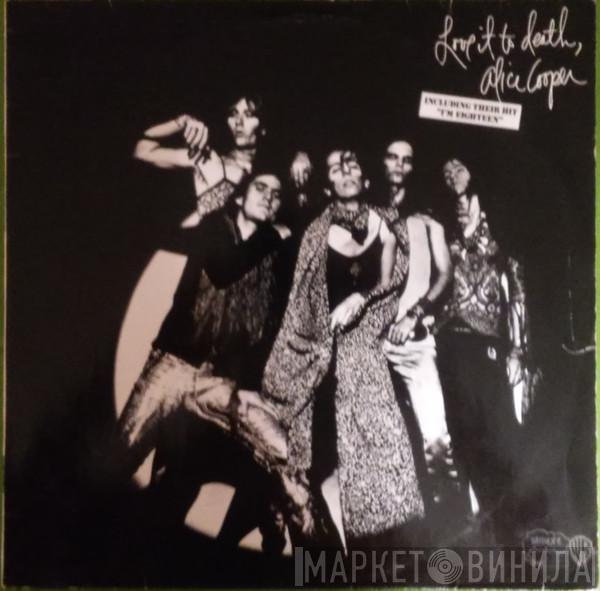 Love it to death,
Alice Cooper
INCLUDING THEIR HIT
"I'M EIGHTEEN"
МАРКЕТ ВИНИЛА